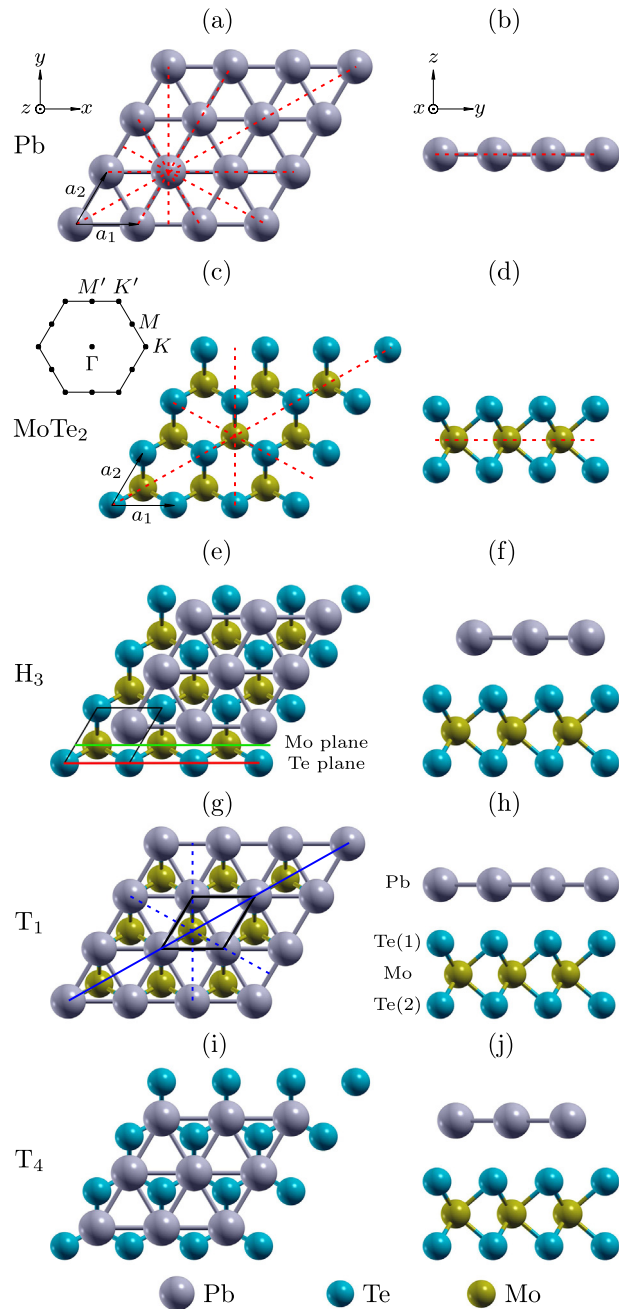 (a) (b)
y z
z x x y
Pb
a₂
a₁
(c) (d)
M′ K′
M
Γ K
MoTe₂
a₂
a₁
(e) (f)
H₃
Mo plane
Te plane
(g) (h)
Pb
T₁ Te(1)
Mo
Te(2)
(i) (j)
T₄
Pb Te Mo